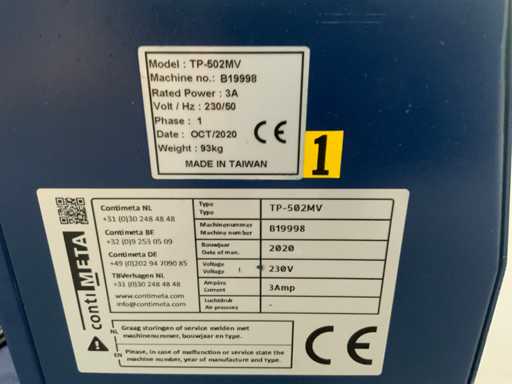 Model : TP-502MV
Machine no.: B19998
Rated Power : 3A
Volt / Hz : 230/50
Phase : 1
Date : OCT/2020
Weight : 93kg
MADE IN TAIWAN
CE
1
contiMETA
Contimeta NL
+31 (0)30 248 48 48
Contimeta BE
+32 (0)9 253 05 09
Contimeta DE
+49 (0)202 94 7090 85
TBVerhagen NL
+31 (0)30 248 48 48
www.contimeta.com
info@contimeta.com
Type
Type
TP-502MV
Machinenummer
Machine number
B19998
Bouwjaar
Date of man.
2020
Voltage
Voltage
230V
Ampère
Current
3Amp
Luchtdruk
Air pressure
-
NL
Graag storingen of service melden met
machinenummer, bouwjaar en type.
EN
Please, in case of malfunction or service state the
machine number, year of manufacture and type.
CE